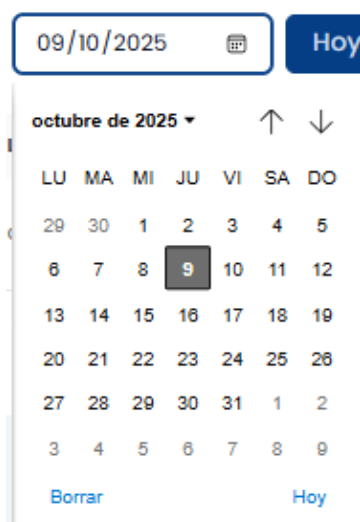 09/10/2025 Hoy
octubre de 2025
LU MA MI JU VI SA DO
29 30 1 2 3 4 5
6 7 8 9 10 11 12
13 14 15 16 17 18 19
20 21 22 23 24 25 26
27 28 29 30 31 1 2
3 4 5 6 7 8 9
Borrar Hoy